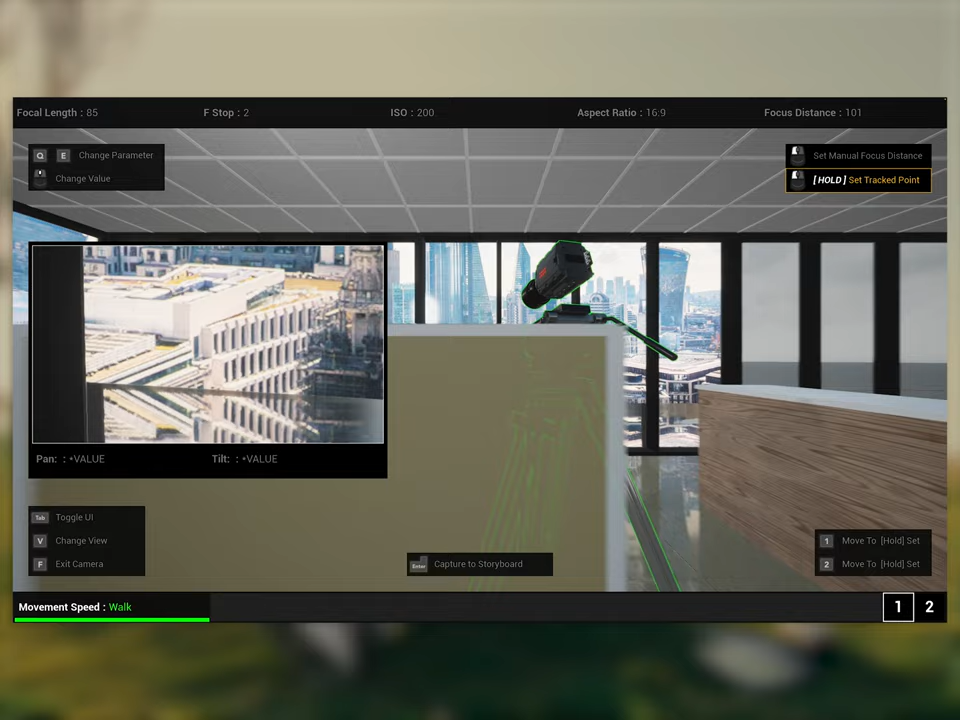 Focal Length : 85
F Stop : 2
ISO : 200
Aspect Ratio : 16:9
Focus Distance : 101
Q E Change Parameter
Change Value
Set Manual Focus Distance
[ HOLD ] Set Tracked Point
Pan: : *VALUE
Tilt: : *VALUE
Tab Toggle UI
V Change View
F Exit Camera
Enter Capture to Storyboard
1 Move To [Hold] Set
2 Move To [Hold] Set
Movement Speed : Walk
1 2